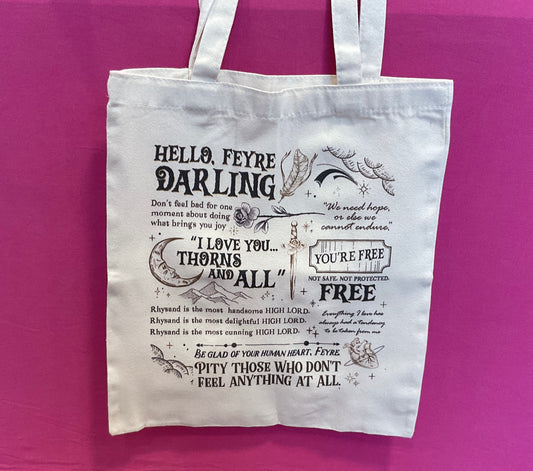 HELLO, FEYRE
DARLING
Don't feel bad for one
moment about doing
what brings you joy
"We need hope,
or else we
cannot endure."
"I LOVE YOU...
THORNS
AND ALL"
YOU'RE FREE
NOT SAFE. NOT PROTECTED.
FREE
Rhysand is the most handsome HIGH LORD.
Rhysand is the most delightful HIGH LORD.
Rhysand is the most cunning HIGH LORD.
Everything I love has
always had a tendency
to be taken from me
BE GLAD OF YOUR HUMAN HEART, FEYRE.
PITY THOSE WHO DON'T
FEEL ANYTHING AT ALL.